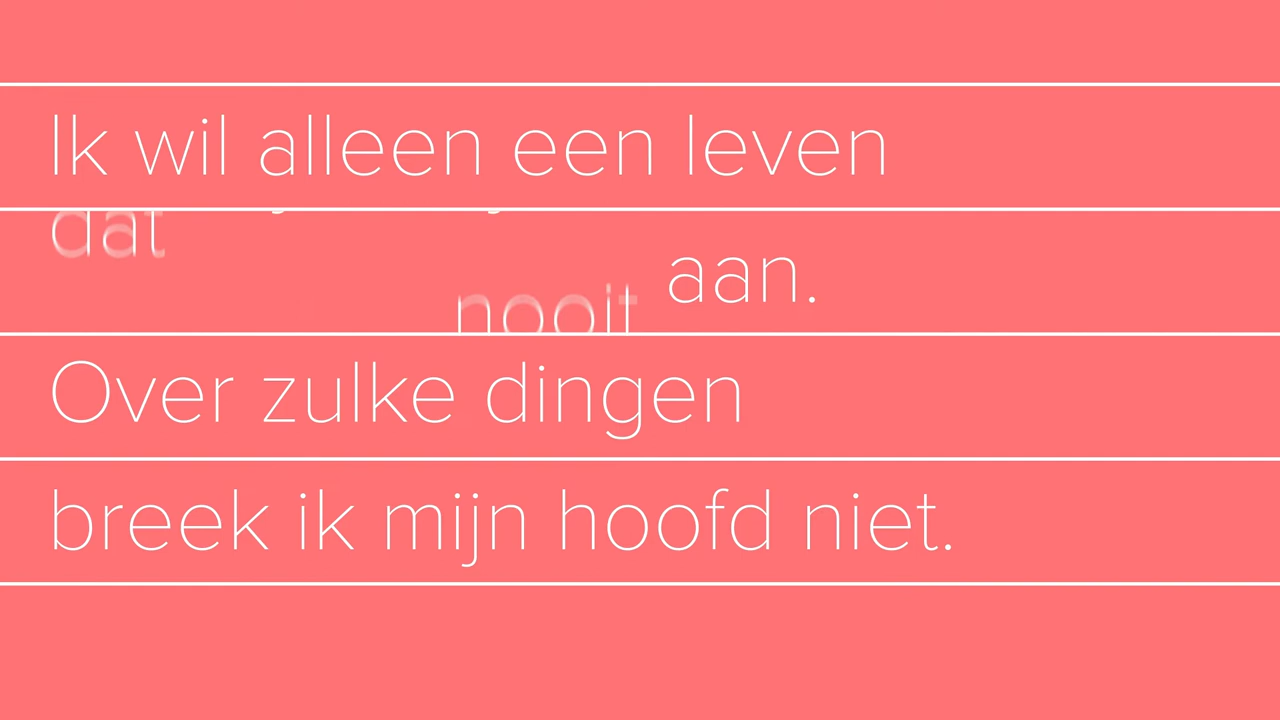 Ik wil alleen een leven
dat nooit aan.
Over zulke dingen
breek ik mijn hoofd niet.